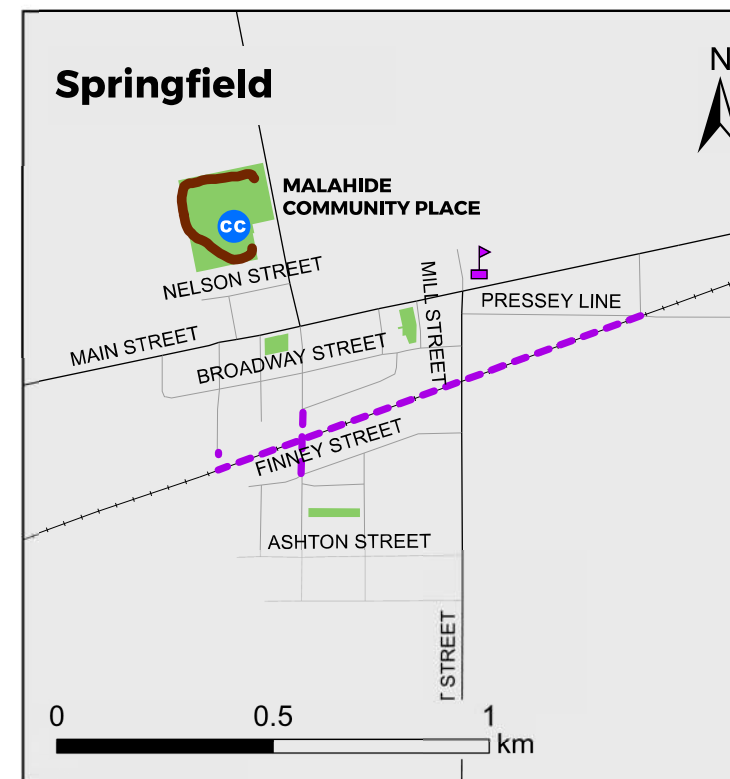 N
Springfield
MALAHIDE
COMMUNITY PLACE
CC
NELSON STREET
MILL STREET
PRESSEY LINE
MAIN STREET
BROADWAY STREET
FINNEY STREET
ASHTON STREET
STREET
0 0.5 1
km